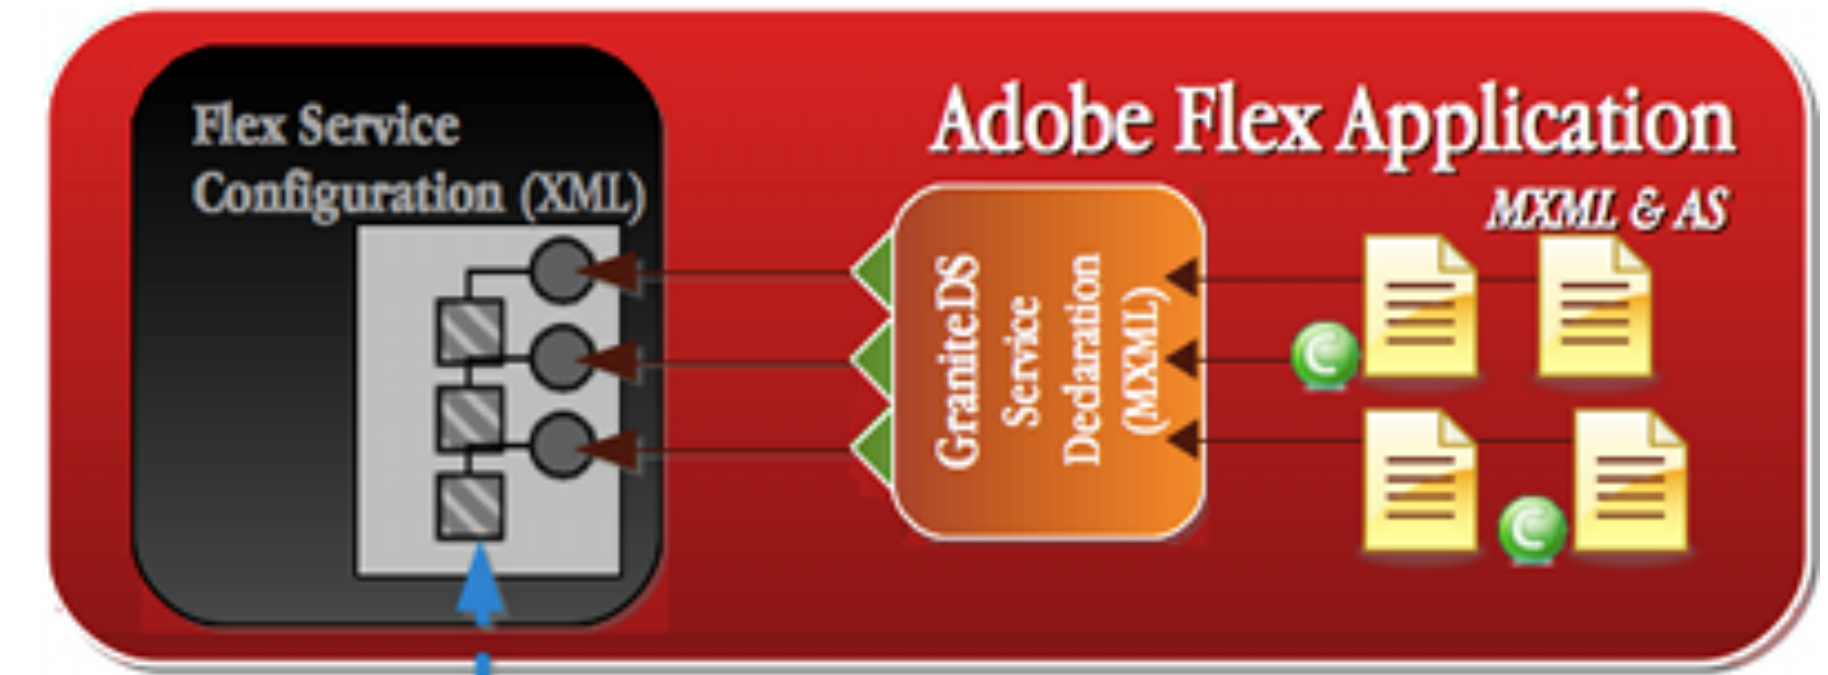 Flex Service
Configuration (XML)
Adobe Flex Application
MXML & AS
GraniteDS
Service
Declaration
(MXML)
C
C